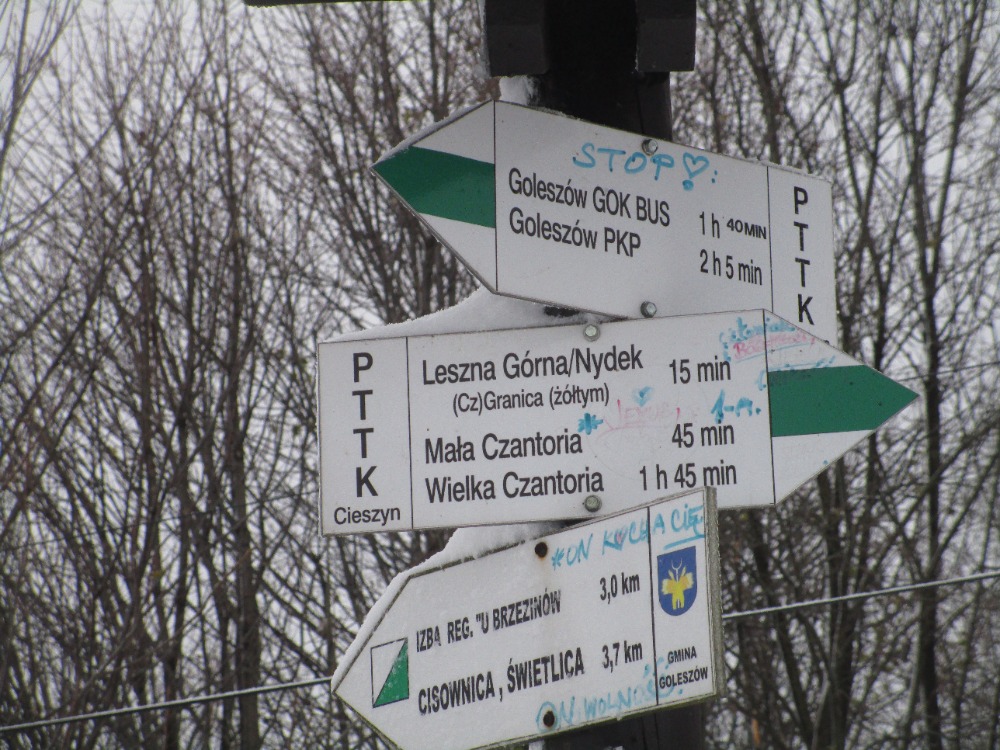 STOP♡!:
Goleszów GOK BUS 1 h 40 MIN
Goleszów PKP 2 h 5 min
PTTK
PTTK
Cieszyn
Leszna Górna/Nydek 15 min
(Cz)Granica (żółtym)
1-A.
Mała Czantoria 45 min
Wielka Czantoria 1 h 45 min
*ON KOCHA CIĘ
IZBA REG. "U BRZEZINÓW 3,0 km
CISOWNICA, ŚWIETLICA 3,7 km
GMINA
GOLESZÓW
ON WOLNOŚĆ